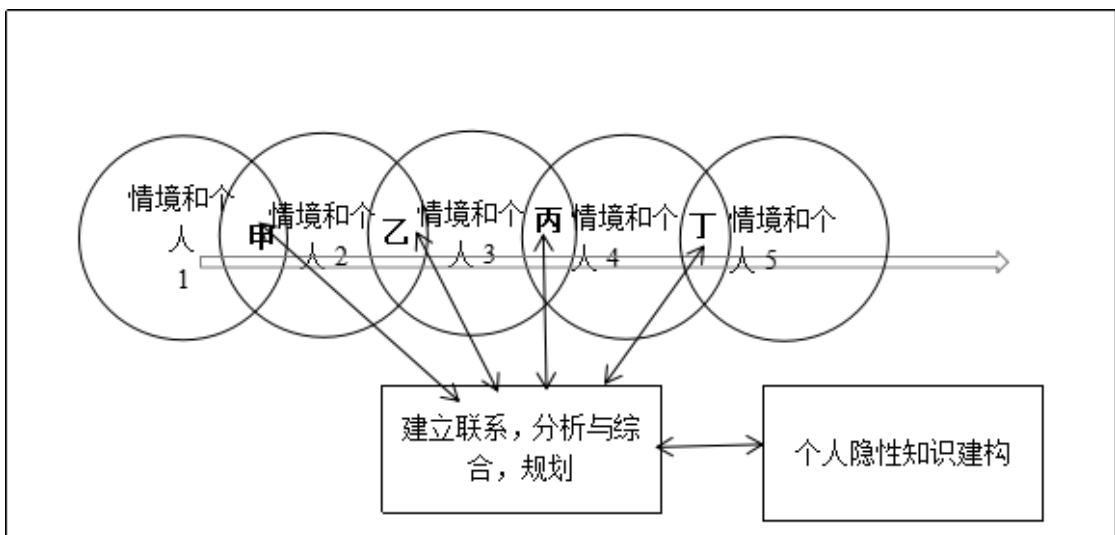 情境和个
人
1
甲
情境和个
人 2
乙
情境和个
人 3
丙
情境和个
人 4
丁
情境和个
人 5
建立联系，分析与综
合，规划
个人隐性知识建构